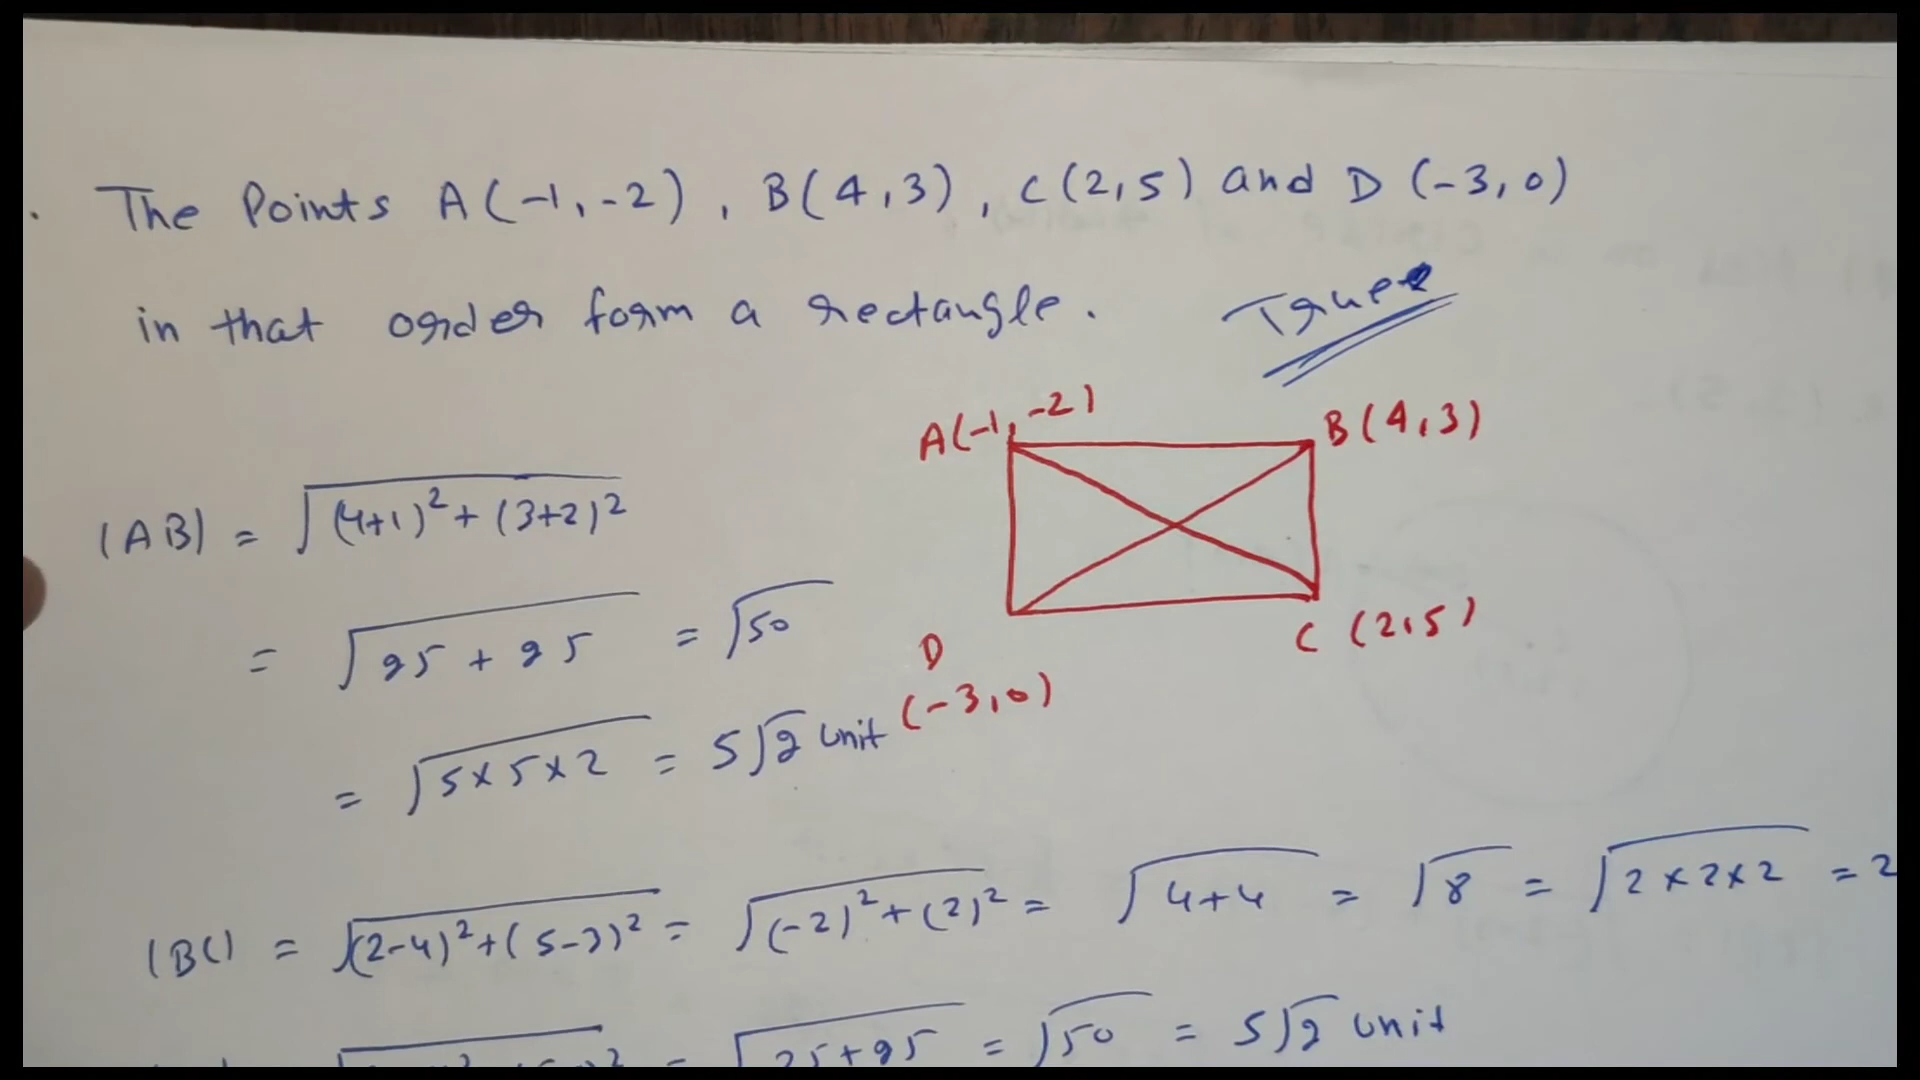 The Points A(-1,-2), B(4,3), C(2,5) and D(-3,0)
in that order form a rectangle. True
A(-1,-2) B(4,3)
|AB| = √(4+1)²+(3+2)²
= √25+25 = √50
D C (2,5)
(-3,0)
= √5×5×2 = 5√2 unit
|BC| = √(2-4)²+(5-3)² = √(-2)²+(2)² = √4+4 = √8 = √2×2×2 = 2
= √25+25 = √50 = 5√2 unit